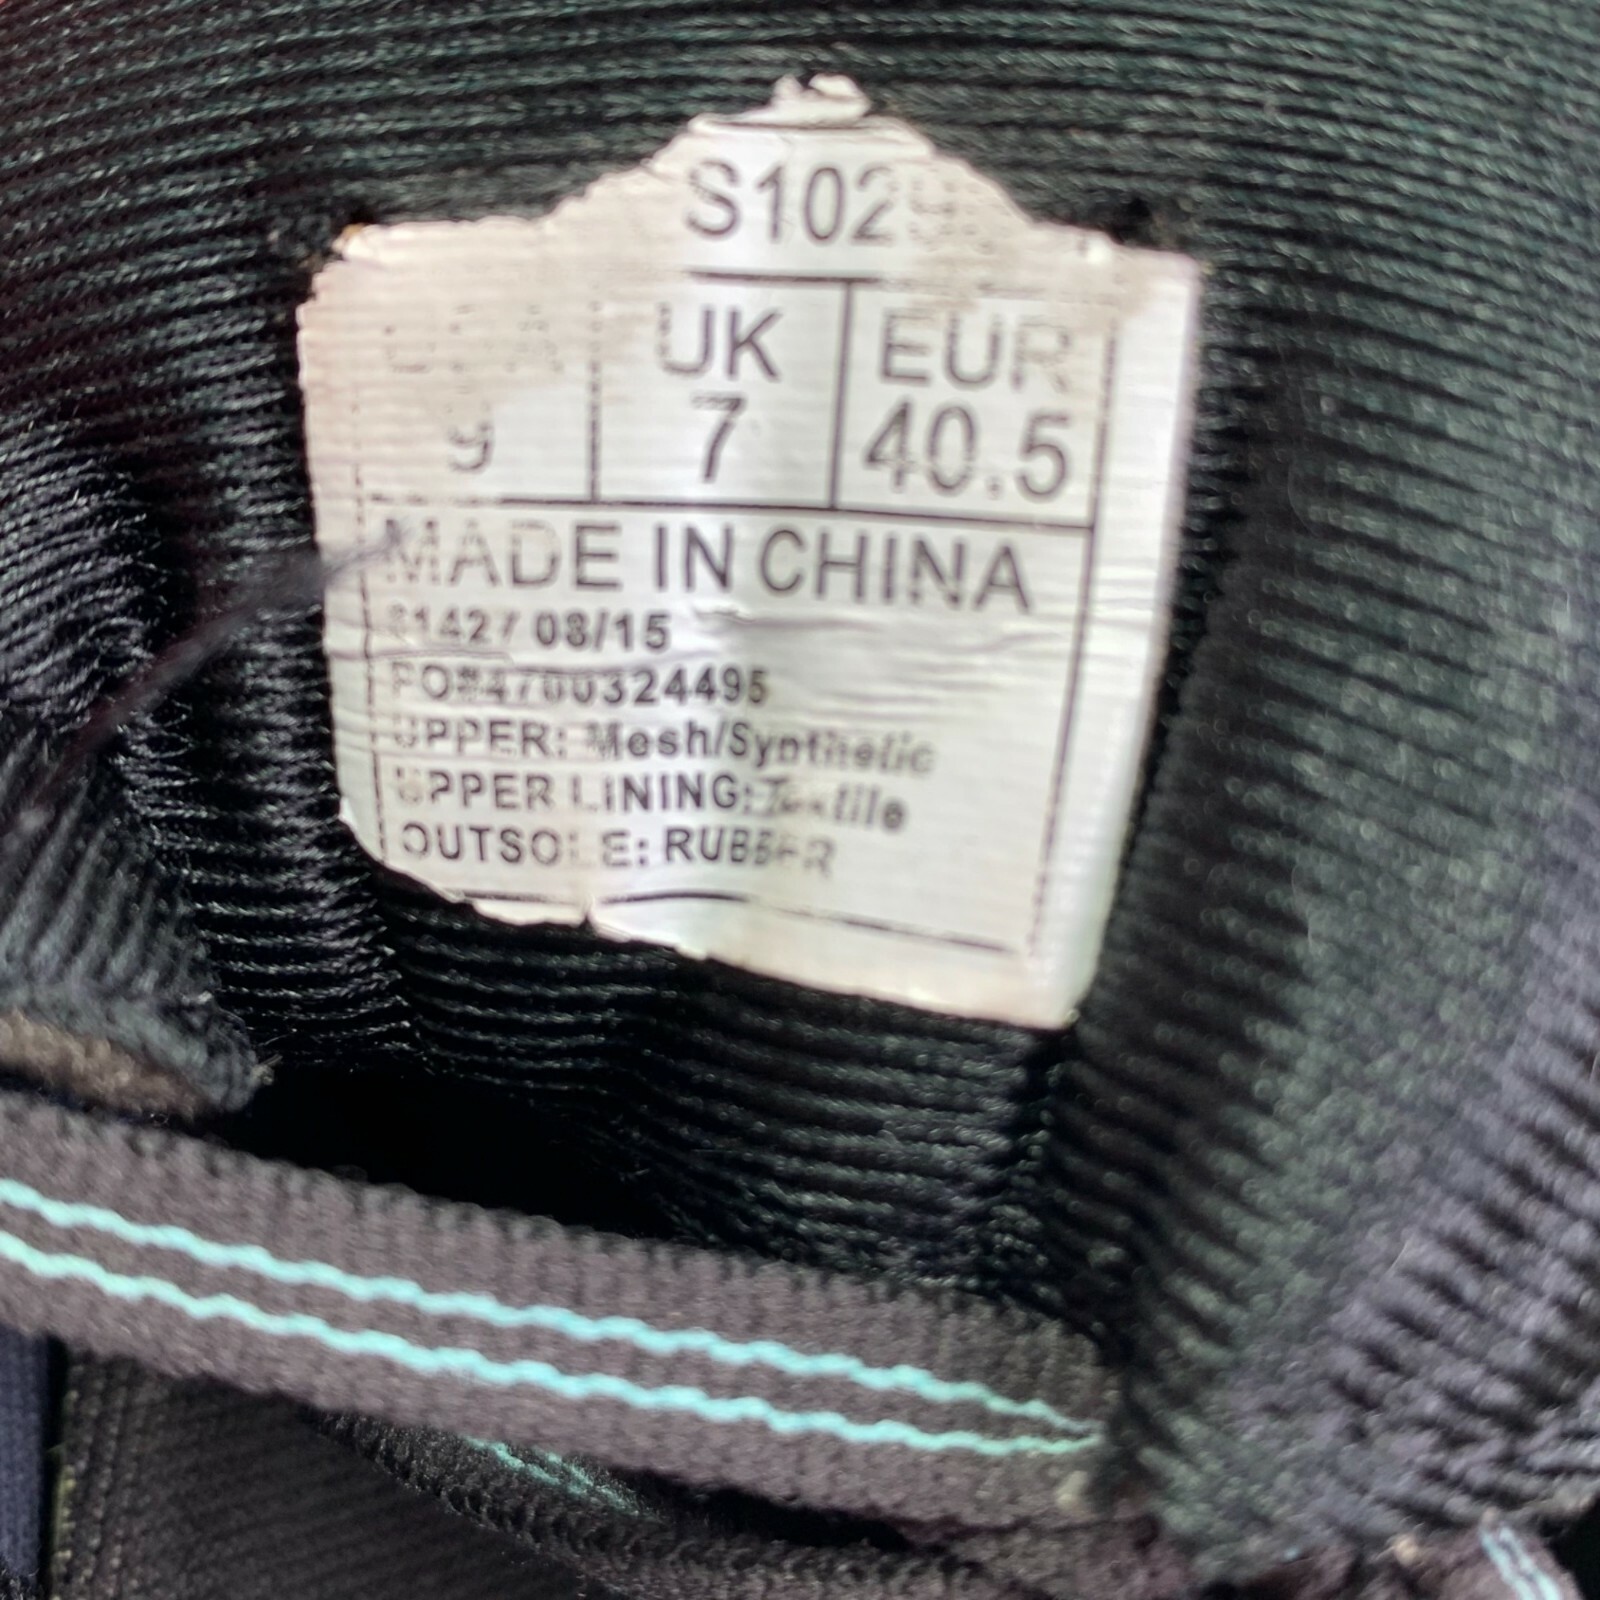 UK EUR
9 7 40.5
MADE IN CHINA
08/15
UPPER: Mesh/Synthetic
UPPER LINING: Textile
OUTSOLE: RUBBER